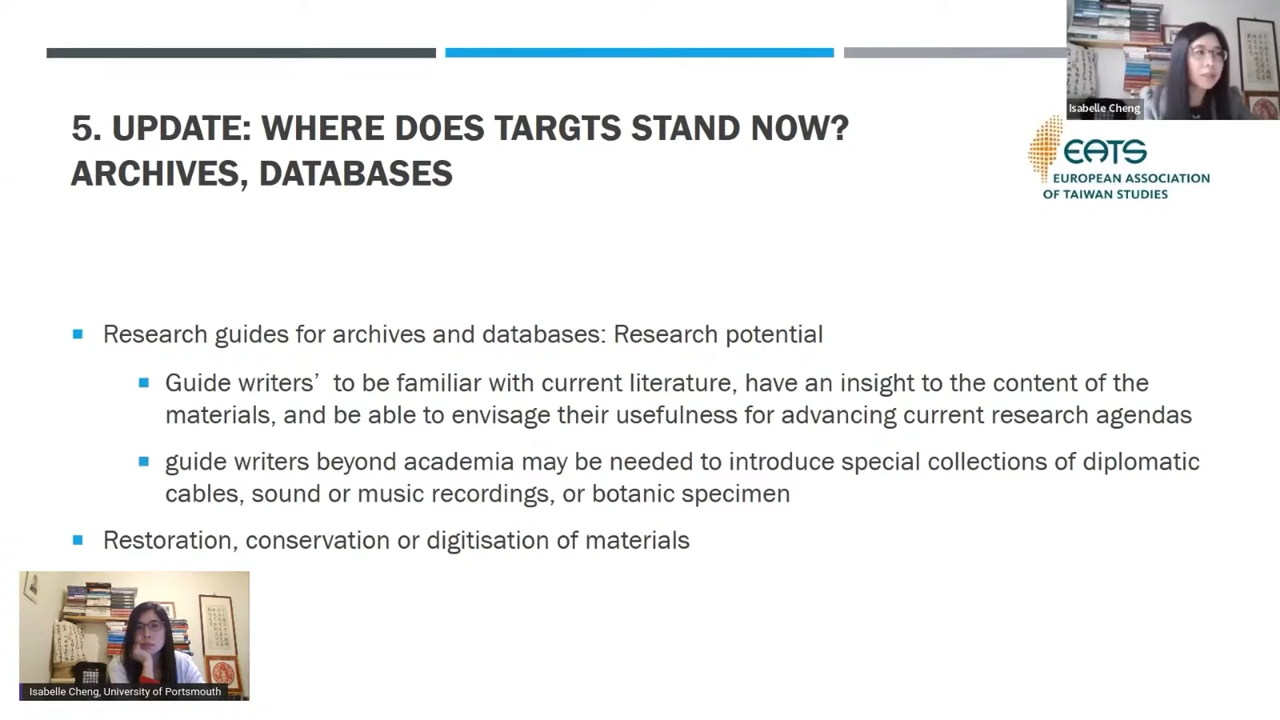 Isabelle Cheng
5. UPDATE: WHERE DOES TARGTS STAND NOW?
ARCHIVES, DATABASES
EATS
EUROPEAN ASSOCIATION
OF TAIWAN STUDIES
Research guides for archives and databases: Research potential
Guide writers’ to be familiar with current literature, have an insight to the content of the
materials, and be able to envisage their usefulness for advancing current research agendas
guide writers beyond academia may be needed to introduce special collections of diplomatic
cables, sound or music recordings, or botanic specimen
Restoration, conservation or digitisation of materials
Isabelle Cheng, University of Portsmouth